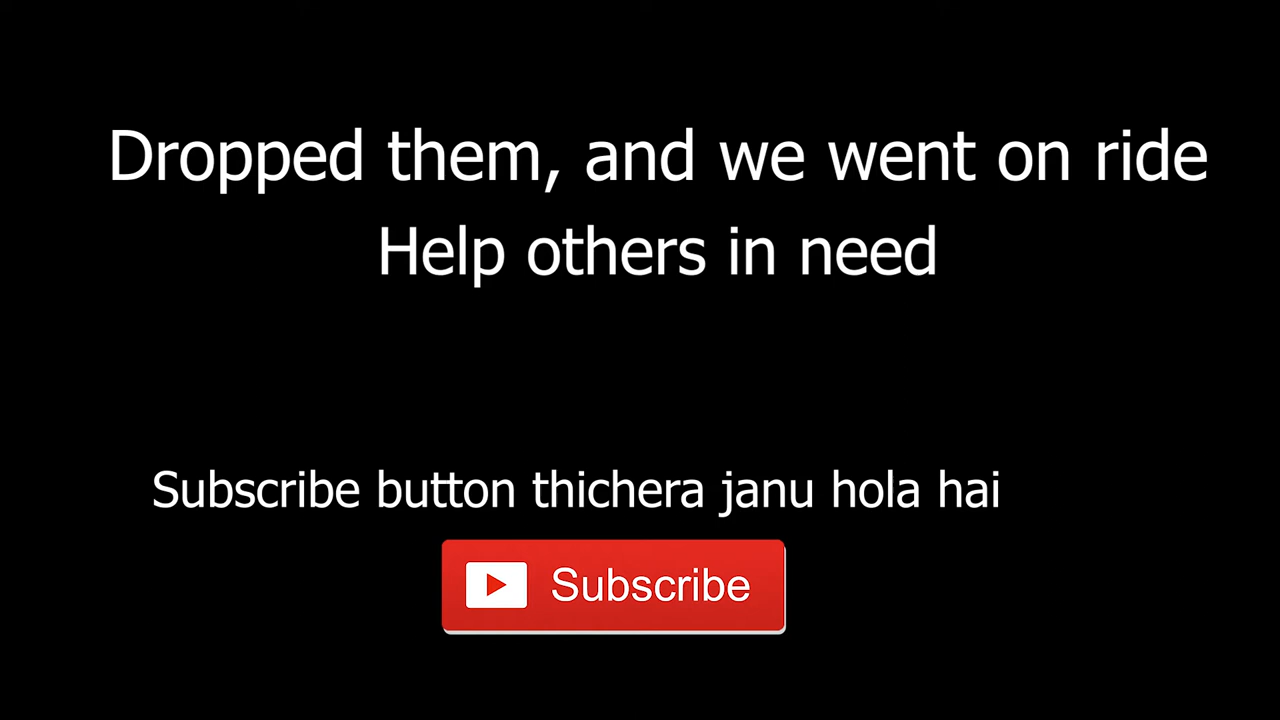 Dropped them, and we went on ride
Help others in need
Subscribe button thichera janu hola hai
Subscribe